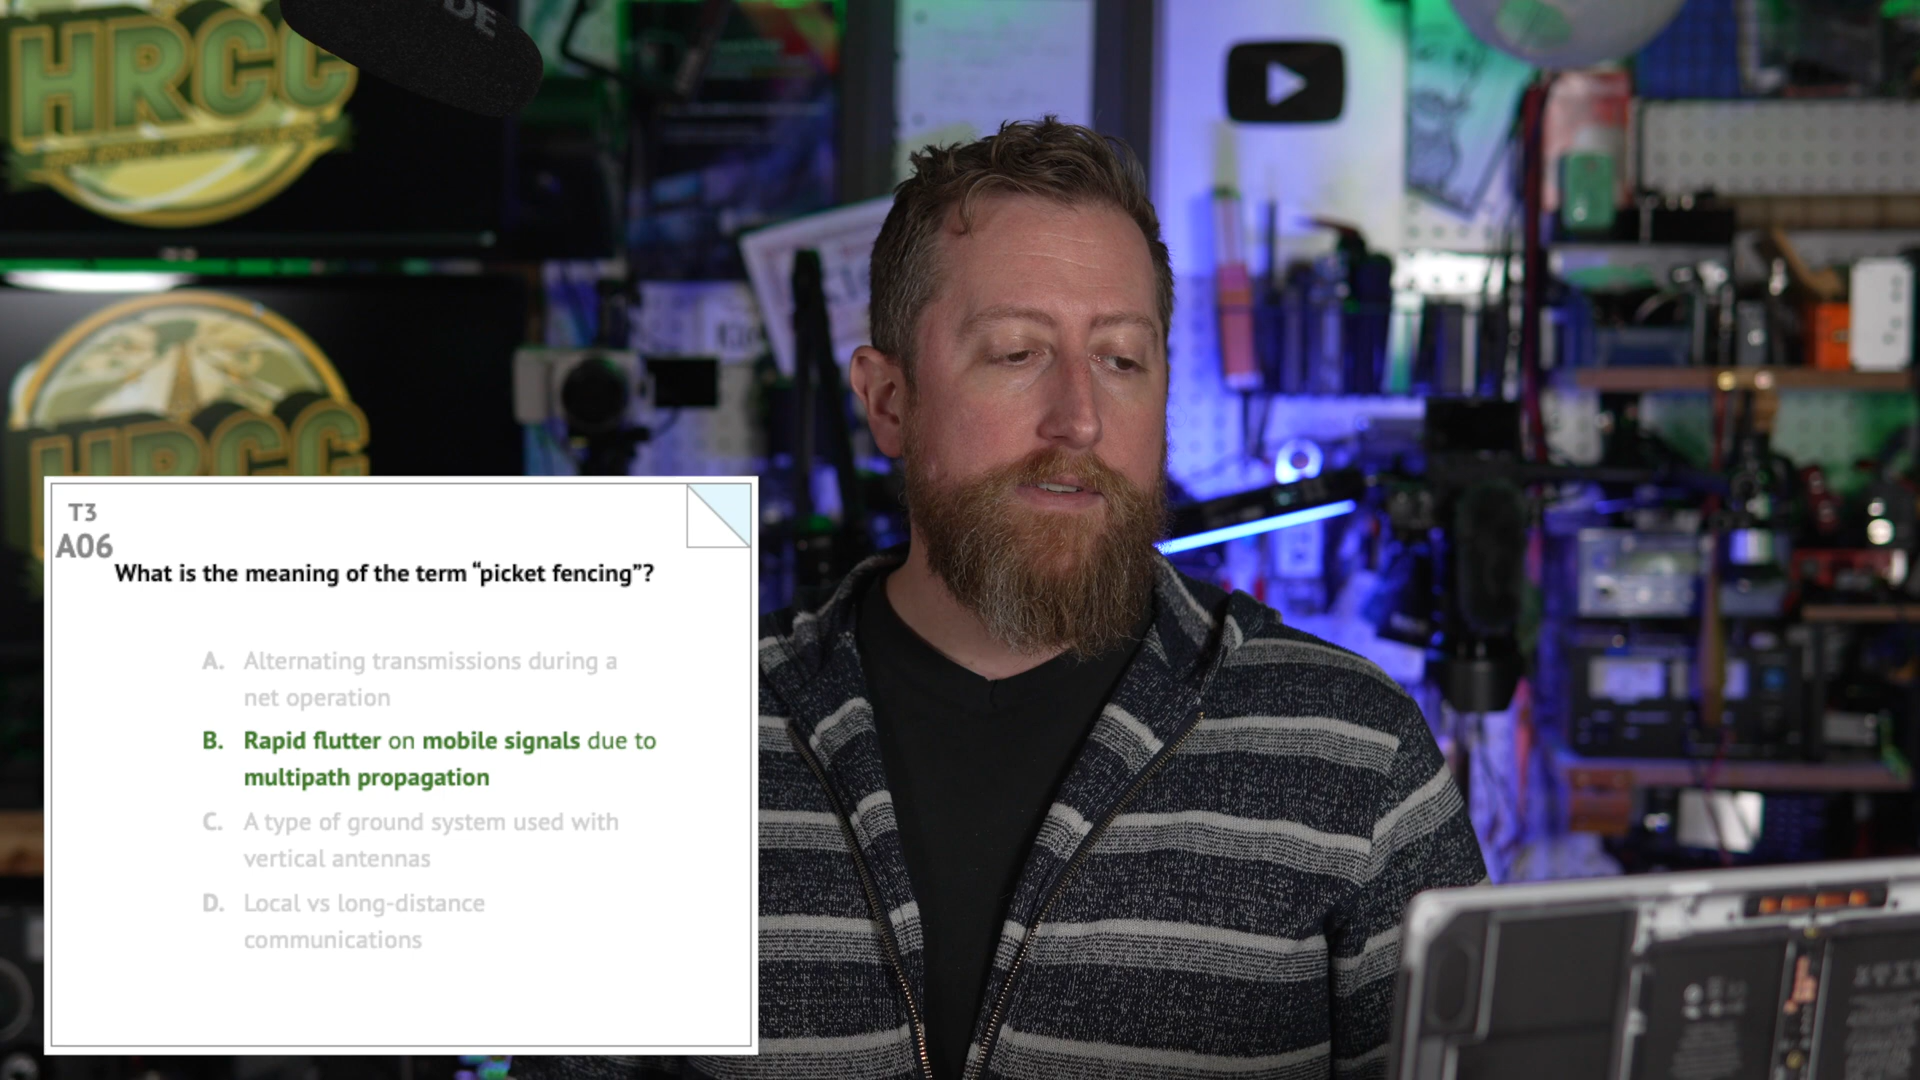 DE
HRCC
HRCC
T3
A06
What is the meaning of the term “picket fencing”?
A. Alternating transmissions during a
net operation
B. Rapid flutter on mobile signals due to
multipath propagation
C. A type of ground system used with
vertical antennas
D. Local vs long-distance
communications